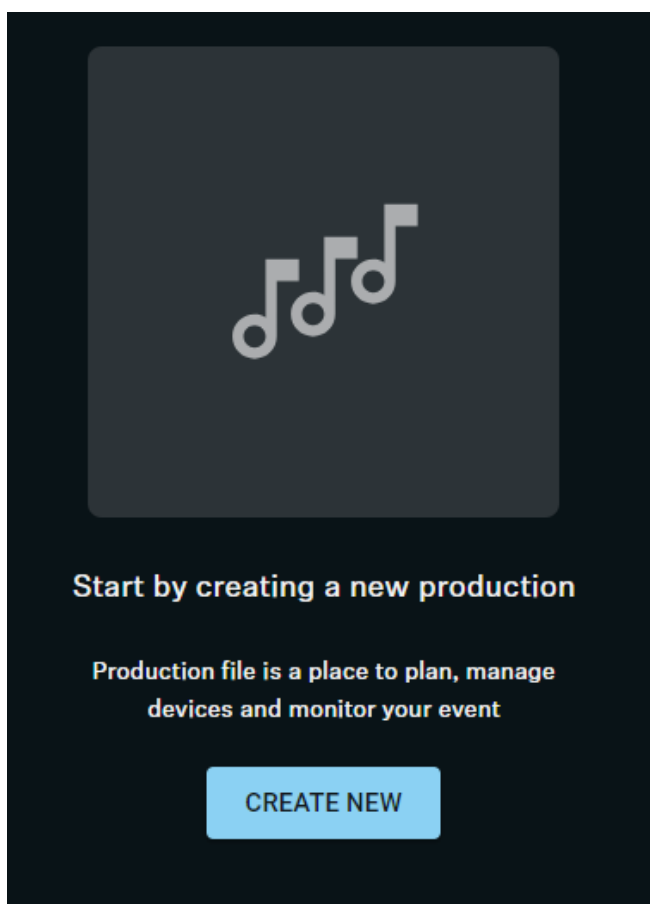 Start by creating a new production
Production file is a place to plan, manage
devices and monitor your event
CREATE NEW